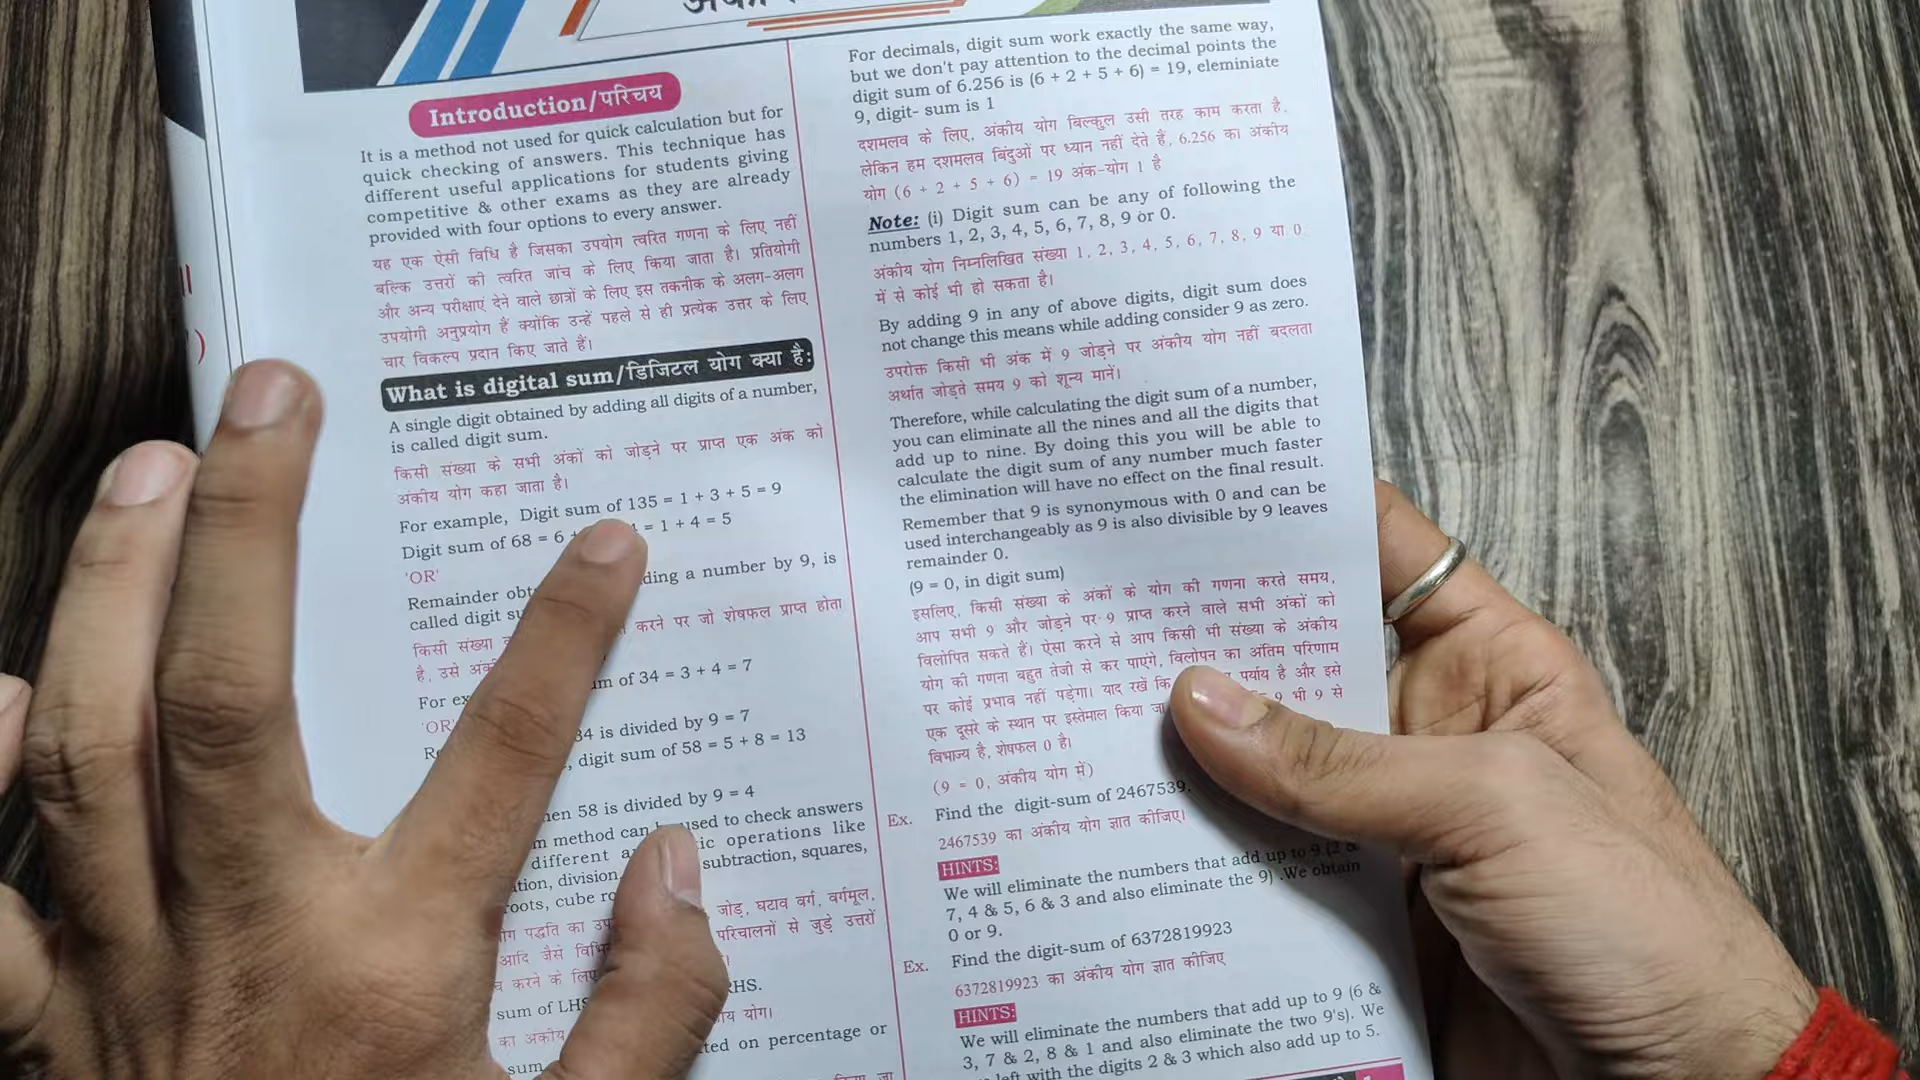 Introduction/परिचय
It is a method not used for quick calculation but for
quick checking of answers. This technique has
different useful applications for students giving
competitive & other exams as they are already
provided with four options to every answer.
यह एक ऐसी विधि है जिसका उपयोग त्वरित गणना के लिए नहीं
बल्कि उत्तरों की त्वरित जांच के लिए किया जाता है। प्रतियोगी
और अन्य परीक्षाएं देने वाले छात्रों के लिए इस तकनीक के अलग-अलग
उपयोगी अनुप्रयोग हैं क्योंकि उन्हें पहले से ही प्रत्येक उत्तर के लिए
चार विकल्प प्रदान किए जाते हैं।
What is digital sum/डिजिटल योग क्या है:
A single digit obtained by adding all digits of a number,
is called digit sum.
किसी संख्या के सभी अंकों को जोड़ने पर प्राप्त एक अंक को
अंकीय योग कहा जाता है।
For example, Digit sum of 135 = 1 + 3 + 5 = 9
Digit sum of 68 = 6 + = 1 + 4 = 5
'OR'
Remainder a number by 9, is
called digit
किसी संख्या करने पर जो शेषफल प्राप्त होता
है, उसे
For of 34 = 3 + 4 = 7
'OR'
is divided by 9 = 7
, digit sum of 58 = 5 + 8 = 13
58 is divided by 9 = 4
method can used to check answers
different operations like
division subtraction, squares,
roots, cube
जोड़, घटाव वर्ग, वर्गमूल,
पद्धति का परिचालनों से जुड़े उत्तरों
आदि जैसे
करने के लिए
sum of LHS RHS.
का अंकीय योग।
on percentage or
sum
For decimals, digit sum work exactly the same way,
but we don't pay attention to the decimal points the
digit sum of 6.256 is (6 + 2 + 5 + 6) = 19, eleminiate
9, digit- sum is 1
दशमलव के लिए, अंकीय योग बिल्कुल उसी तरह काम करता है,
लेकिन हम दशमलव बिंदुओं पर ध्यान नहीं देते हैं, 6.256 का अंकीय
योग (6 + 2 + 5 + 6) = 19 अंक-योग 1 है
Note: (i) Digit sum can be any of following the
numbers 1, 2, 3, 4, 5, 6, 7, 8, 9 or 0.
अंकीय योग निम्नलिखित संख्या 1, 2, 3, 4, 5, 6, 7, 8, 9 या 0
में से कोई भी हो सकता है।
By adding 9 in any of above digits, digit sum does
not change this means while adding consider 9 as zero.
उपरोक्त किसी भी अंक में 9 जोड़ने पर अंकीय योग नहीं बदलता
अर्थात जोड़ते समय 9 को शून्य मानें।
Therefore, while calculating the digit sum of a number,
you can eliminate all the nines and all the digits that
add up to nine. By doing this you will be able to
calculate the digit sum of any number much faster
the elimination will have no effect on the final result.
Remember that 9 is synonymous with 0 and can be
used interchangeably as 9 is also divisible by 9 leaves
remainder 0.
(9 = 0, in digit sum)
इसलिए, किसी संख्या के अंकों के योग की गणना करते समय,
आप सभी 9 और जोड़ने पर 9 प्राप्त करने वाले सभी अंकों को
विलोपित सकते हैं। ऐसा करने से आप किसी भी संख्या के अंकीय
योग की गणना बहुत तेजी से कर पाएंगे, विलोपन का अंतिम परिणाम
पर कोई प्रभाव नहीं पड़ेगा। याद रखें कि पर्याय है और इसे
एक दूसरे के स्थान पर इस्तेमाल किया 9 भी 9 से
विभाज्य है, शेषफल 0 है।
(9 = 0, अंकीय योग में)
Ex. Find the digit-sum of 2467539.
2467539 का अंकीय योग ज्ञात कीजिए।
HINTS:
We will eliminate the numbers that add up to 9 (2 &
7, 4 & 5, 6 & 3 and also eliminate the 9) .We obtain
0 or 9.
Ex. Find the digit-sum of 6372819923
6372819923 का अंकीय योग ज्ञात कीजिए
HINTS:
We will eliminate the numbers that add up to 9 (6 &
3, 7 & 2, 8 & 1 and also eliminate the two 9's). We
left with the digits 2 & 3 which also add up to 5.